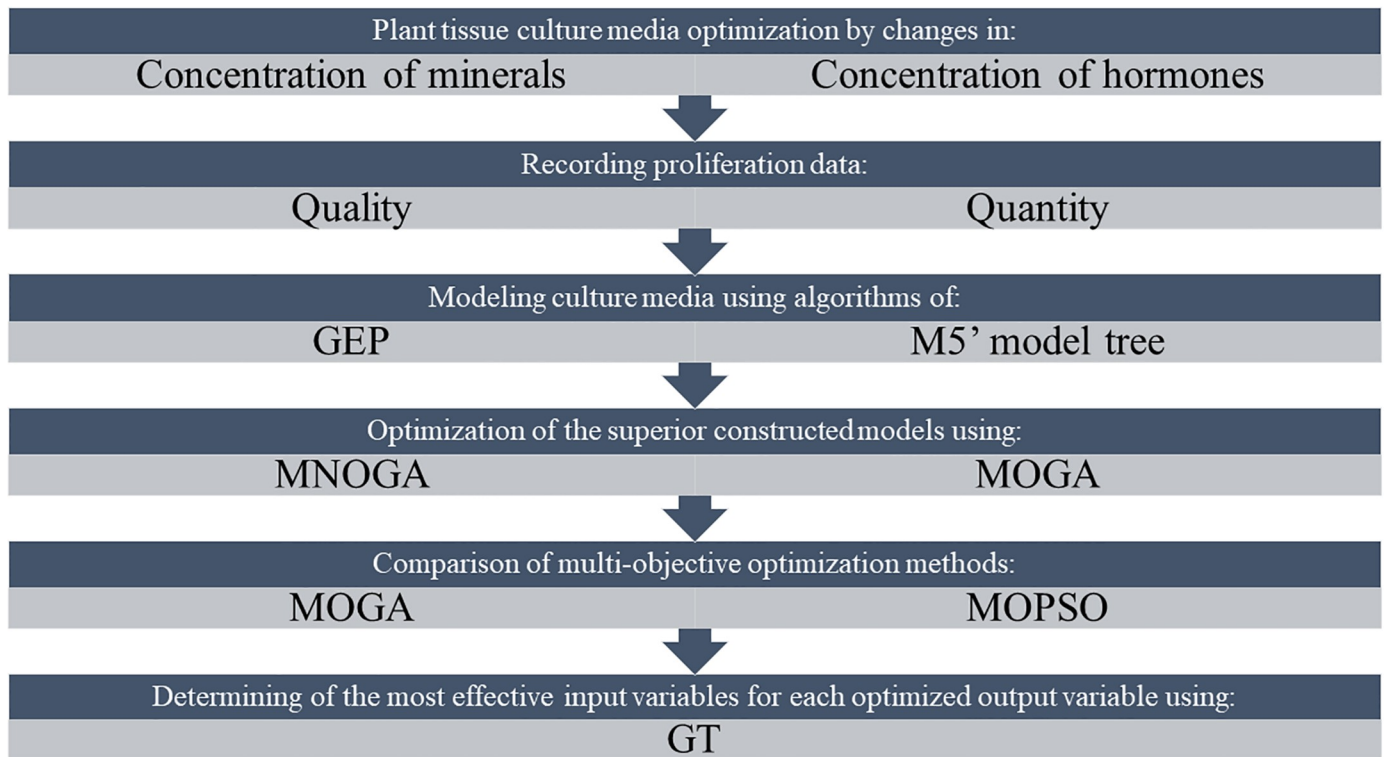 Plant tissue culture media optimization by changes in:
Concentration of minerals Concentration of hormones
Recording proliferation data:
Quality Quantity
Modeling culture media using algorithms of:
GEP M5’ model tree
Optimization of the superior constructed models using:
MNOGA MOGA
Comparison of multi-objective optimization methods:
MOGA MOPSO
Determining of the most effective input variables for each optimized output variable using:
GT